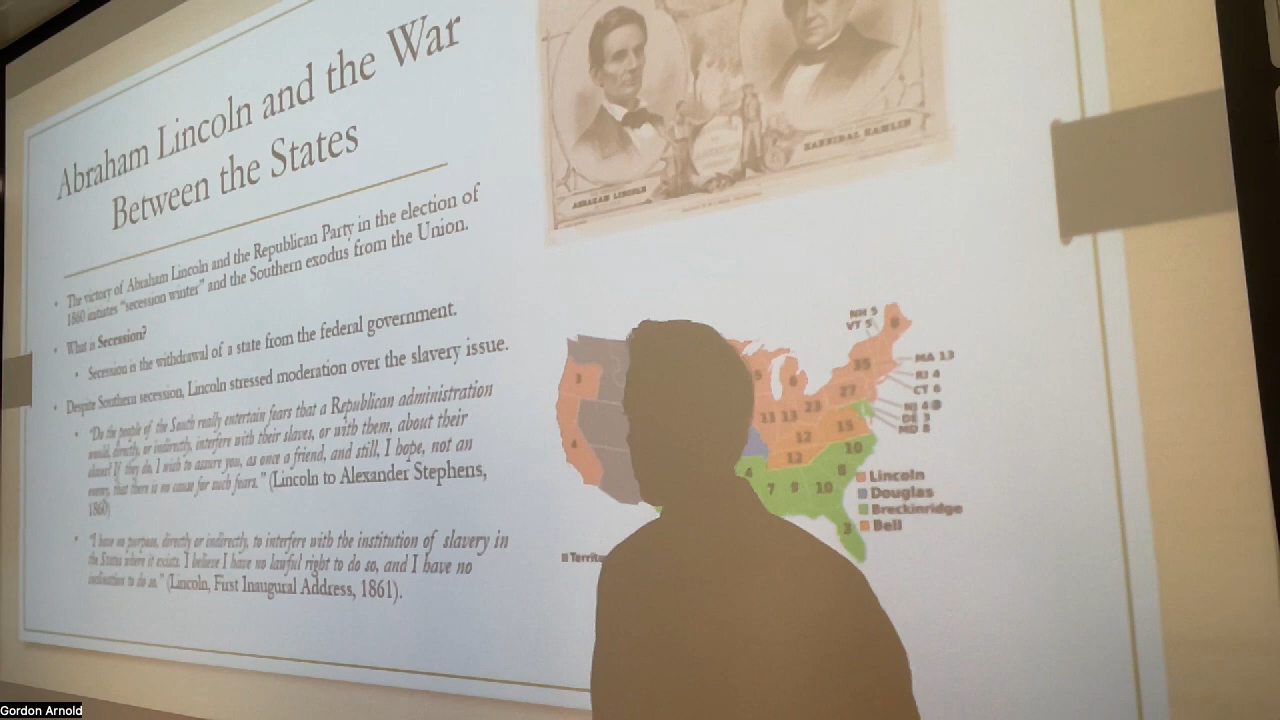 Abraham Lincoln and the War
Between the States
• The victory of Abraham Lincoln and the Republican Party in the election of
1860 initiates "secession winter" and the Southern exodus from the Union.
• What is Secession?
• Secession is the withdrawal of a state from the federal government.
• Despite Southern secession, Lincoln stressed moderation over the slavery issue.
• "Do the people of the South really entertain fears that a Republican administration
would, directly, or indirectly, interfere with their slaves, or with them, about their
slaves? If they do, I wish to assure you, as once a friend, and still, I hope, not an
enemy, that there is no cause for such fears." (Lincoln to Alexander Stephens,
1860)
• "I have no purpose, directly or indirectly, to interfere with the institution of slavery in
the States where it exists. I believe I have no lawful right to do so, and I have no
inclination to do so." (Lincoln, First Inaugural Address, 1861).
ABRAHAM LINCOLN
HANNIBAL HAMLIN
NH 5
VT 5
8
MA 13
RI 4
CT 6
NJ 4
DE 3
MD 8
35
27
3
5
6
23
13
11
15
4
12
12
10
8
4
7
9
10
3
Lincoln
Douglas
Breckinridge
Bell
Gordon Arnold